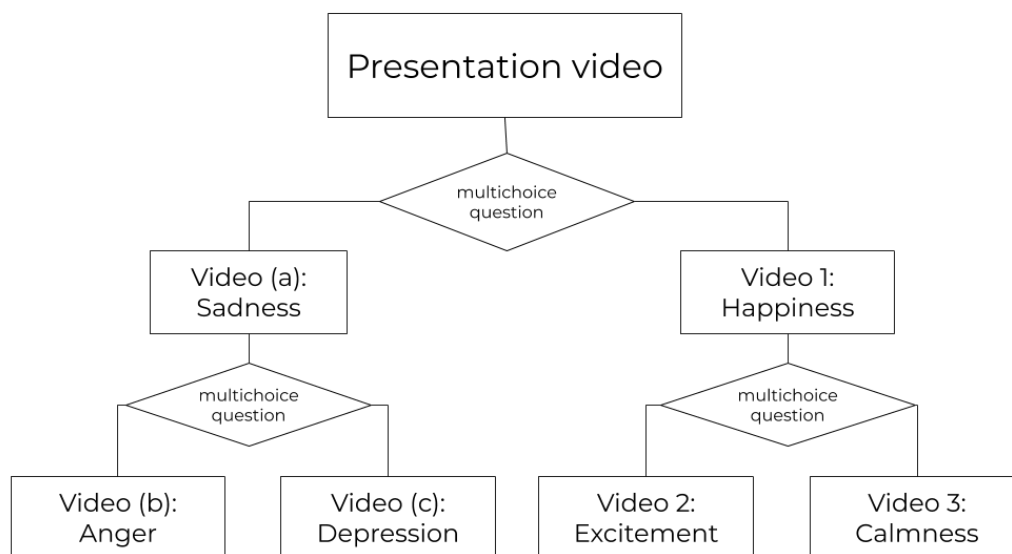 Presentation video
multichoice
question
Video (a):
Sadness
Video 1:
Happiness
multichoice
question
multichoice
question
Video (b):
Anger
Video (c):
Depression
Video 2:
Excitement
Video 3:
Calmness